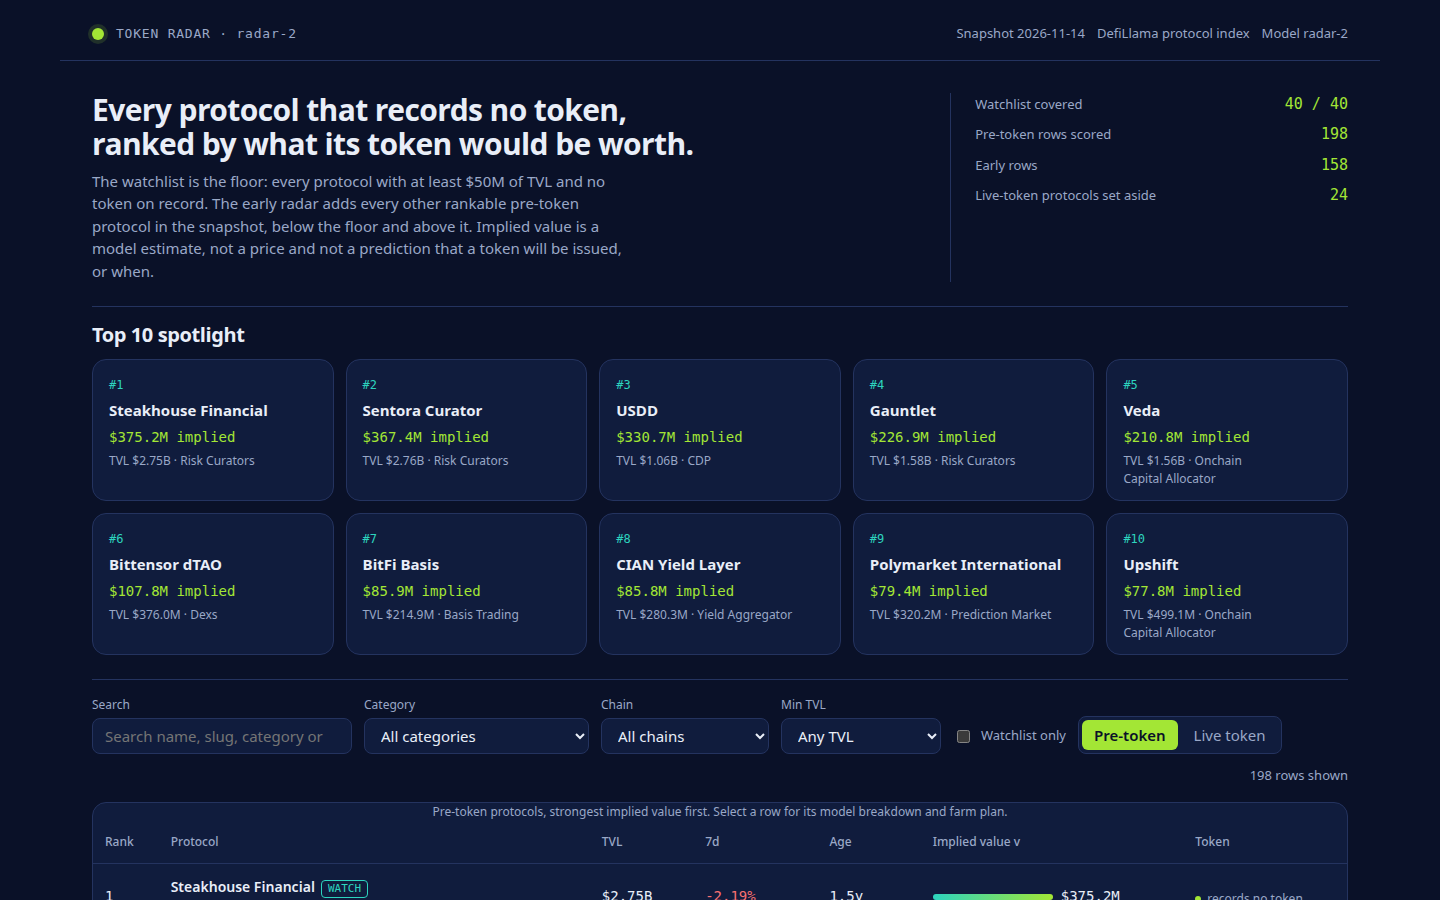 TOKEN RADAR · radar-2
Snapshot 2026-11-14 DefiLlama protocol index Model radar-2
Every protocol that records no token,
ranked by what its token would be worth.
The watchlist is the floor: every protocol with at least $50M of TVL and no
token on record. The early radar adds every other rankable pre-token
protocol in the snapshot, below the floor and above it. Implied value is a
model estimate, not a price and not a prediction that a token will be issued,
or when.
Watchlist covered 40 / 40
Pre-token rows scored 198
Early rows 158
Live-token protocols set aside 24
Top 10 spotlight
#1
Steakhouse Financial
$375.2M implied
TVL $2.75B · Risk Curators
#2
Sentora Curator
$367.4M implied
TVL $2.76B · Risk Curators
#3
USDD
$330.7M implied
TVL $1.06B · CDP
#4
Gauntlet
$226.9M implied
TVL $1.58B · Risk Curators
#5
Veda
$210.8M implied
TVL $1.56B · Onchain
Capital Allocator
#6
Bittensor dTAO
$107.8M implied
TVL $376.0M · Dexs
#7
BitFi Basis
$85.9M implied
TVL $214.9M · Basis Trading
#8
CIAN Yield Layer
$85.8M implied
TVL $280.3M · Yield Aggregator
#9
Polymarket International
$79.4M implied
TVL $320.2M · Prediction Market
#10
Upshift
$77.8M implied
TVL $499.1M · Onchain
Capital Allocator
Search Category Chain Min TVL
Search name, slug, category or All categories All chains Any TVL Watchlist only Pre-token Live token
198 rows shown
Pre-token protocols, strongest implied value first. Select a row for its model breakdown and farm plan.
Rank Protocol TVL 7d Age Implied value v Token
Steakhouse Financial WATCH
1 $2.75B -2.19% 1.5y $375.2M records no token